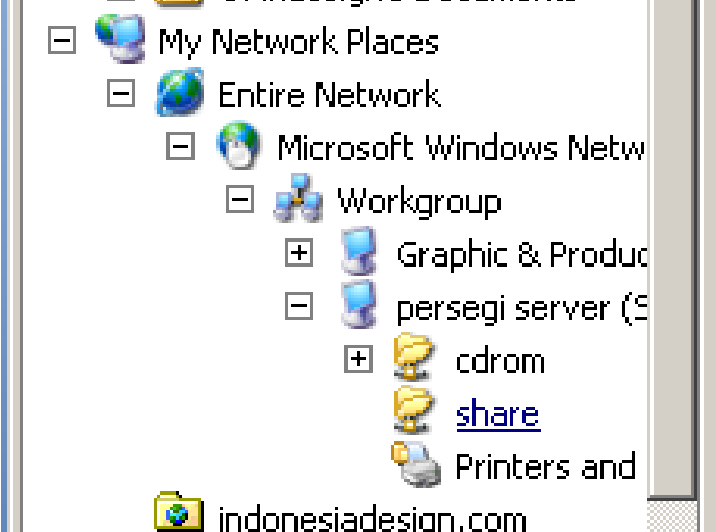 My Network Places
Entire Network
Microsoft Windows Netw
Workgroup
Graphic & Produc
persegi server (S
cdrom
share
Printers and
indonesiadesign.com